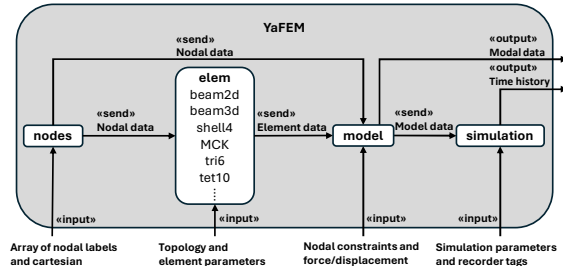 YaFEM
«send»
Nodal data
«output»
Modal data
«output»
Time history
elem
beam2d
beam3d
shell4
MCK
tri6
tet10
⋮
nodes
«send»
Nodal data
«send»
Element data
model
«send»
Model data
simulation
«input»
«input»
«input»
«input»
Array of nodal labels
and cartesian
Topology and
element parameters
Nodal constraints and
force/displacement
Simulation parameters
and recorder tags